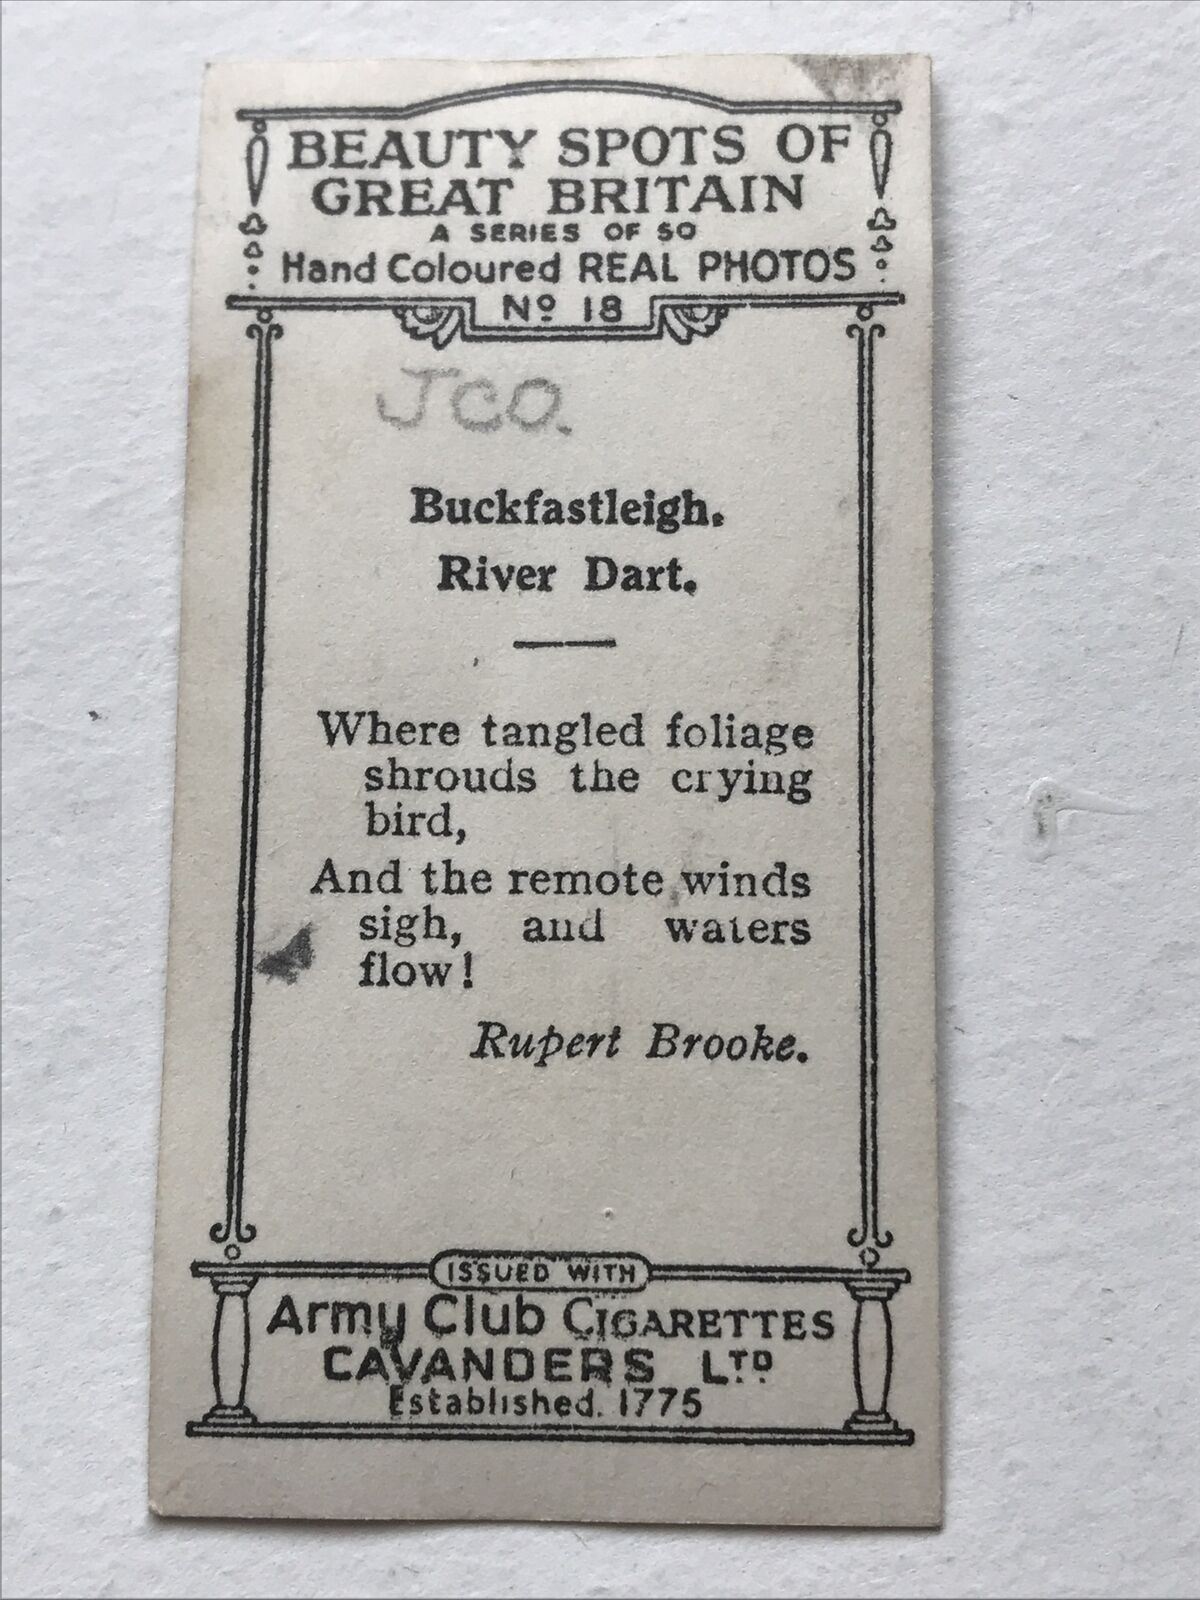 BEAUTY SPOTS OF
GREAT BRITAIN
A SERIES OF 50
Hand Coloured REAL PHOTOS
Nº 18
JCO.
Buckfastleigh.
River Dart.
Where tangled foliage
shrouds the crying
bird,
And the remote winds
sigh, and waters
flow!
Rupert Brooke.
ISSUED WITH
Army Club CIGARETTES
CAVANDERS LTD.
Established. 1775